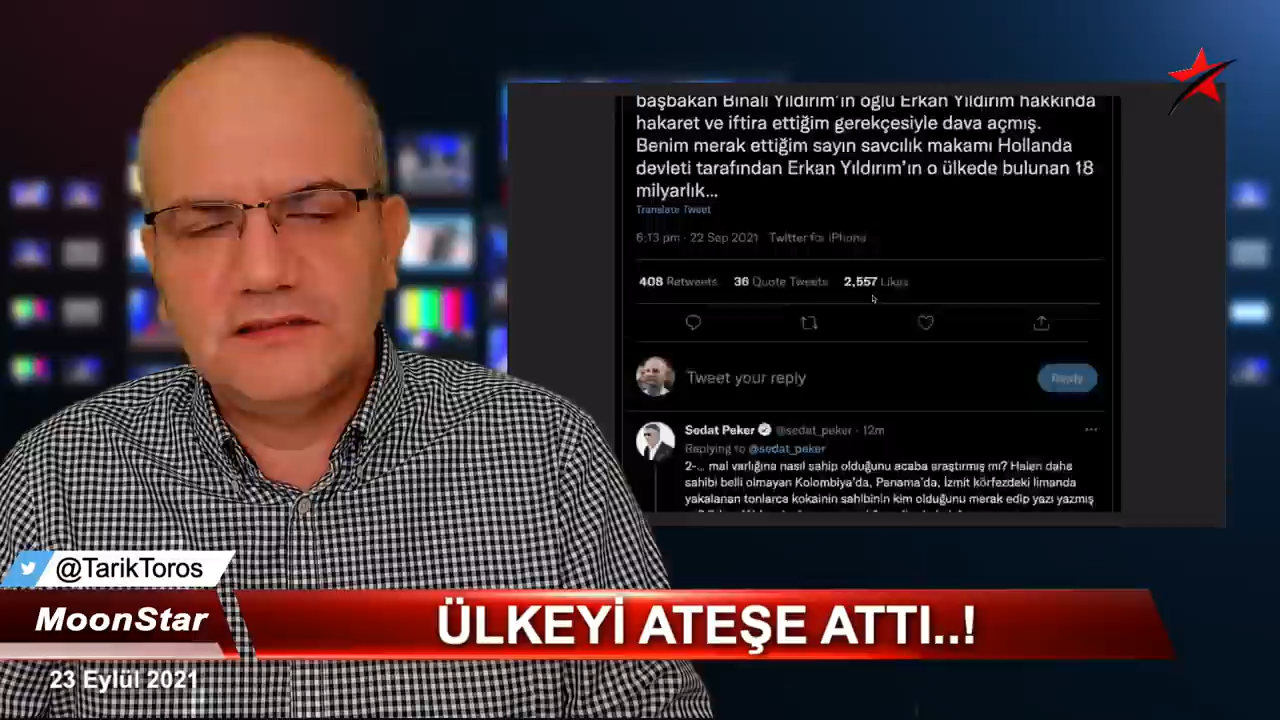 başbakan Binali Yıldırım'ın oğlu Erkan Yıldırım hakkında
hakaret ve iftira ettiğim gerekçesiyle dava açmış.
Benim merak ettiğim sayın savcılık makamı Hollanda
devleti tarafından Erkan Yıldırım'ın o ülkede bulunan 18
milyarlık...
Translate Tweet
6:13 pm · 22 Sep 2021 Twitter for iPhone
408 Retweets 36 Quote Tweets 2,557 Likes
Tweet your reply
Reply
Sedat Peker @sedat_peker · 12m
Replying to @sedat_peker
2-... mal varlığına nasıl sahip olduğunu acaba araştırmış mı? Halen daha
sahibi belli olmayan Kolombiya'da, Panama'da, İzmit körfezdeki limanda
yakalanan tonlarca kokainin sahibinin kim olduğunu merak edip yazı yazmış
@TarikToros
MoonStar
ÜLKEYİ ATEŞE ATTI..!
23 Eylül 2021